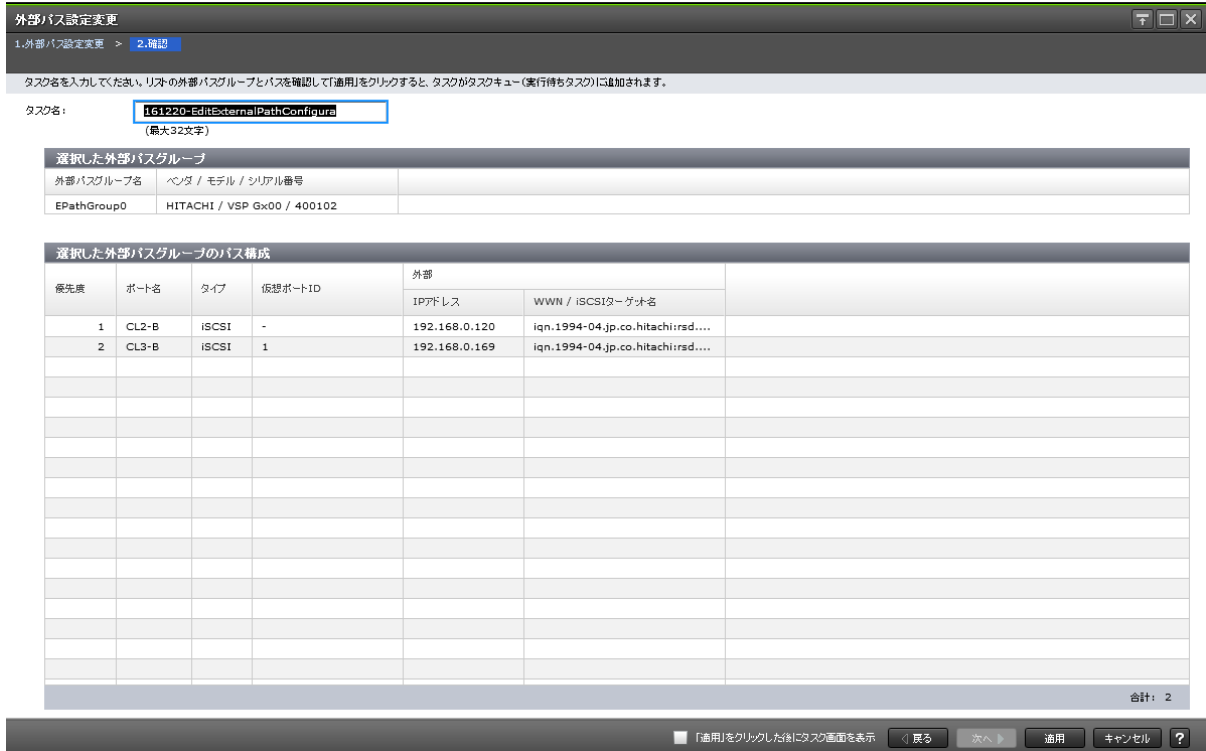 外部パス設定変更
1.外部パス設定変更 > 2.確認
タスク名を入力してください。リストの外部パスグループとパスを確認して「適用」をクリックすると、タスクがタスクキュー(実行待ちタスク)に追加されます。
タスク名: 161220-EditExternalPathConfigura
(最大32文字)
選択した外部パスグループ
外部パスグループ名 ベンダ / モデル / シリアル番号
EPathGroup0 HITACHI / VSP Gx00 / 400102
選択した外部パスグループのパス構成
優先度 ポート名 タイプ 仮想ポートID 外部
IPアドレス WWN / iSCSIターゲット名
1 CL2-B iSCSI - 192.168.0.120 iqn.1994-04.jp.co.hitachi:rsd....
2 CL3-B iSCSI 1 192.168.0.169 iqn.1994-04.jp.co.hitachi:rsd....
合計: 2
「適用」をクリックした後にタスク画面を表示 戻る 次へ 適用 キャンセル ?